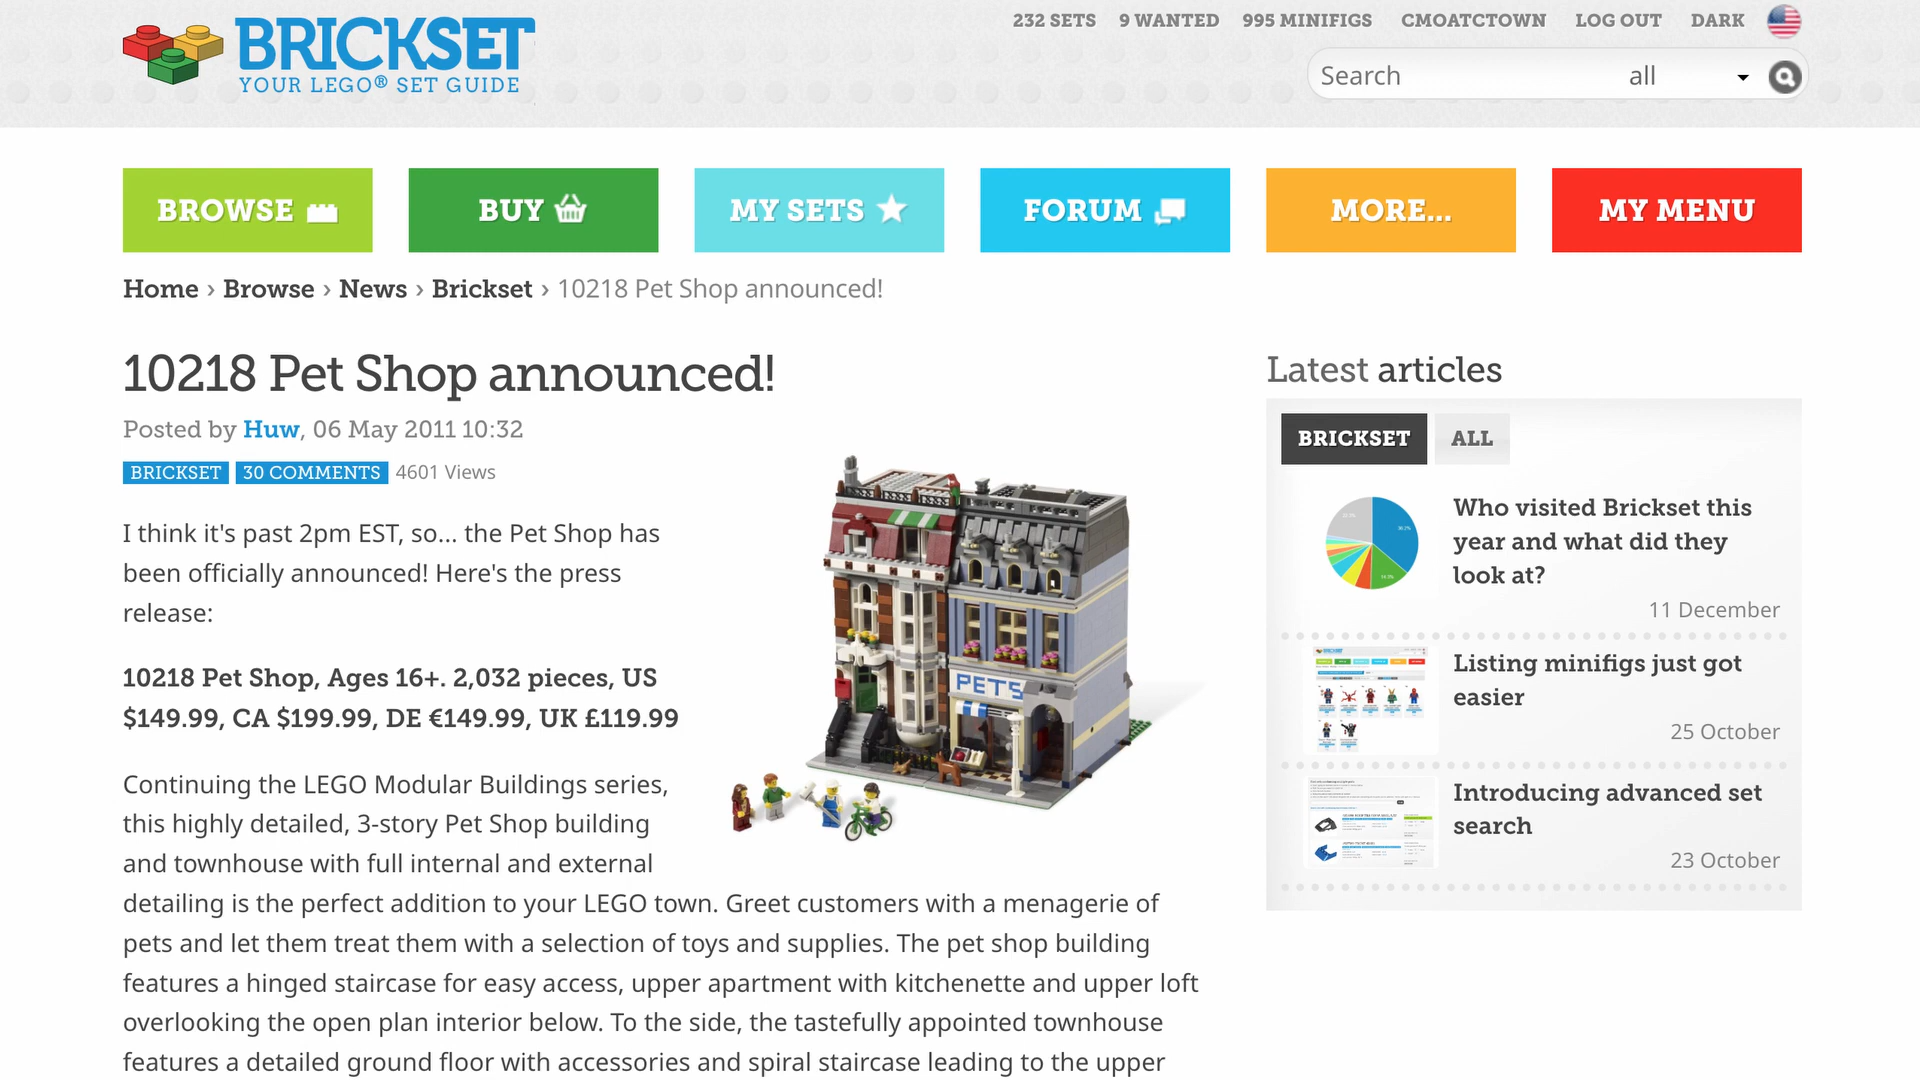 BRICKSET
YOUR LEGO® SET GUIDE
232 SETS 9 WANTED 995 MINIFIGS CMOATCTOWN LOG OUT DARK
Search all
BROWSE
BUY
MY SETS
FORUM
MORE...
MY MENU
Home › Browse › News › Brickset › 10218 Pet Shop announced!
10218 Pet Shop announced!
Posted by Huw, 06 May 2011 10:32
BRICKSET 30 COMMENTS 4601 Views
I think it's past 2pm EST, so... the Pet Shop has
been officially announced! Here's the press
release:
10218 Pet Shop, Ages 16+. 2,032 pieces, US
$149.99, CA $199.99, DE €149.99, UK £119.99
Continuing the LEGO Modular Buildings series,
this highly detailed, 3-story Pet Shop building
and townhouse with full internal and external
detailing is the perfect addition to your LEGO town. Greet customers with a menagerie of
pets and let them treat them with a selection of toys and supplies. The pet shop building
features a hinged staircase for easy access, upper apartment with kitchenette and upper loft
overlooking the open plan interior below. To the side, the tastefully appointed townhouse
features a detailed ground floor with accessories and spiral staircase leading to the upper
PETS
Latest articles
BRICKSET ALL
Who visited Brickset this
year and what did they
look at?
11 December
Listing minifigs just got
easier
25 October
Introducing advanced set
search
23 October